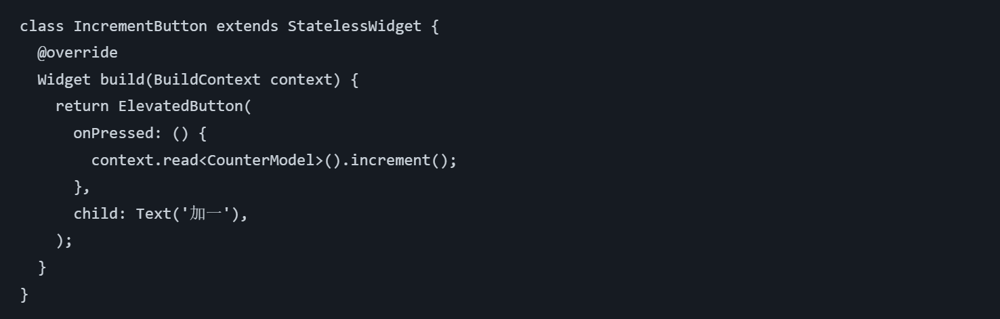 class IncrementButton extends StatelessWidget {
  @override
  Widget build(BuildContext context) {
    return ElevatedButton(
      onPressed: () {
        context.read<CounterModel>().increment();
      },
      child: Text('加一'),
    );
  }
}